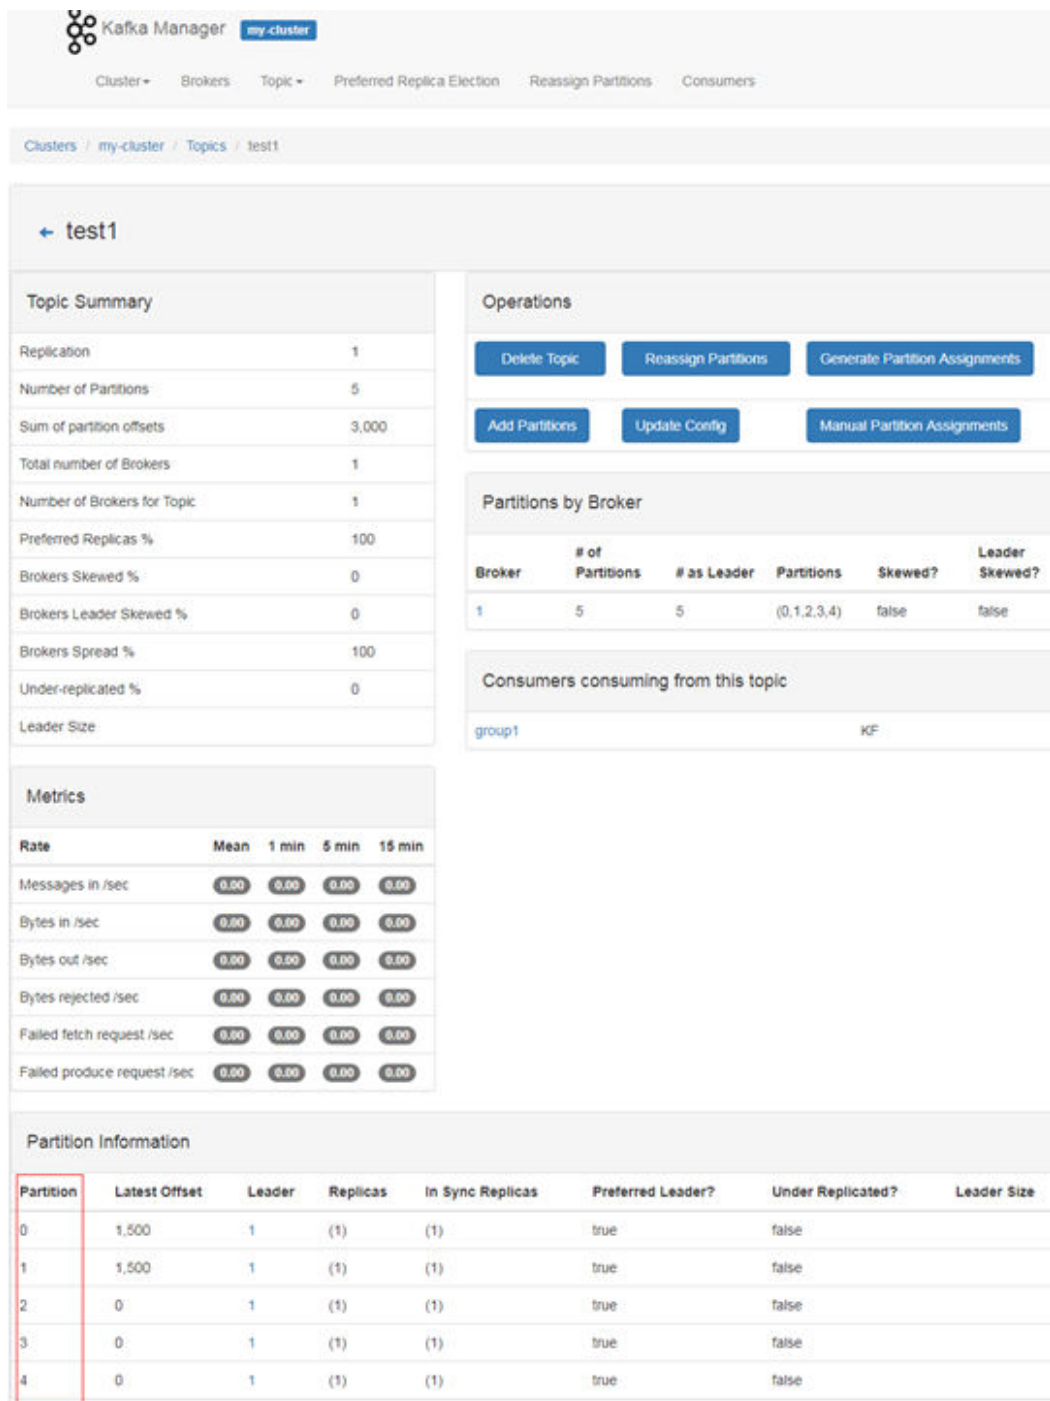 Kafka Manager my-cluster
Cluster Brokers Topic Preferred Replica Election Reassign Partitions Consumers
Clusters / my-cluster / Topics / test1
← test1
Topic Summary
Replication 1
Number of Partitions 5
Sum of partition offsets 3,000
Total number of Brokers 1
Number of Brokers for Topic 1
Preferred Replicas % 100
Brokers Skewed % 0
Brokers Leader Skewed % 0
Brokers Spread % 100
Under-replicated % 0
Leader Size
Operations
Delete Topic Reassign Partitions Generate Partition Assignments
Add Partitions Update Config Manual Partition Assignments
Partitions by Broker
Broker # of Partitions # as Leader Partitions Skewed? Leader Skewed?
1 5 5 (0,1,2,3,4) false false
Consumers consuming from this topic
group1 KF
Metrics
Rate Mean 1 min 5 min 15 min
Messages in /sec 0.00 0.00 0.00 0.00
Bytes in /sec 0.00 0.00 0.00 0.00
Bytes out /sec 0.00 0.00 0.00 0.00
Bytes rejected /sec 0.00 0.00 0.00 0.00
Failed fetch request /sec 0.00 0.00 0.00 0.00
Failed produce request /sec 0.00 0.00 0.00 0.00
Partition Information
Partition Latest Offset Leader Replicas In Sync Replicas Preferred Leader? Under Replicated? Leader Size
0 1,500 1 (1) (1) true false
1 1,500 1 (1) (1) true false
2 0 1 (1) (1) true false
3 0 1 (1) (1) true false
4 0 1 (1) (1) true false